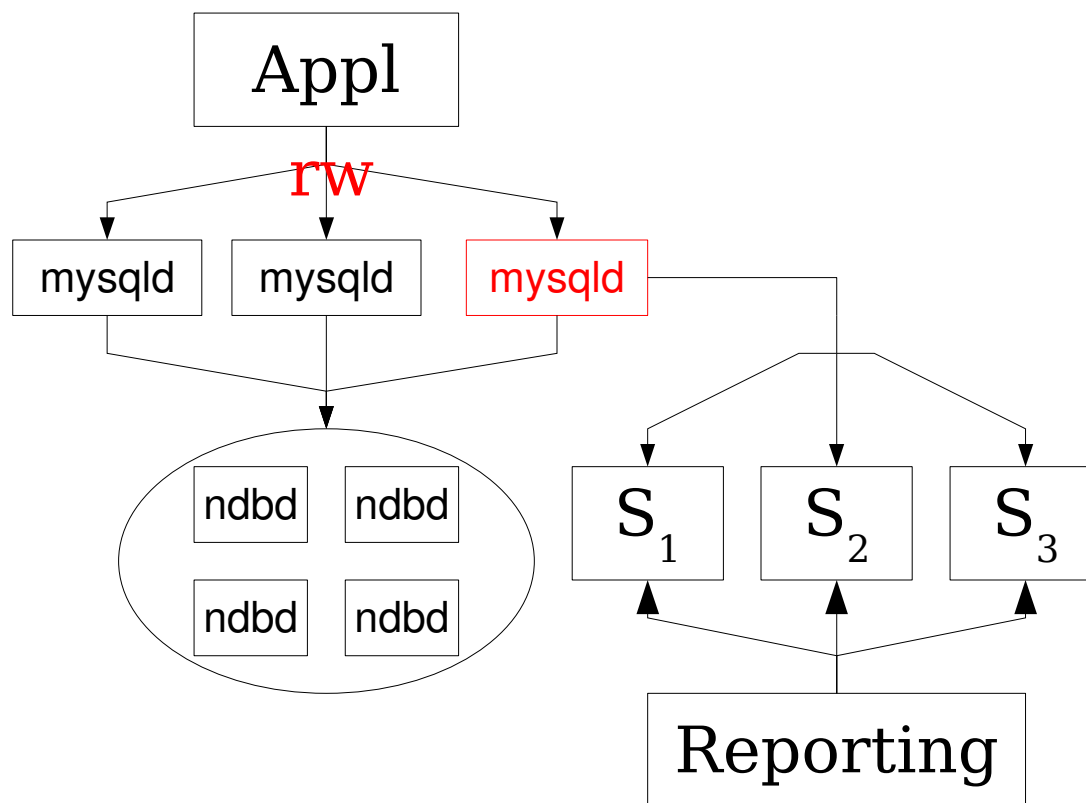 Appl
rw
mysqld mysqld mysqld
ndbd ndbd
S1 S2 S3
ndbd ndbd
Reporting